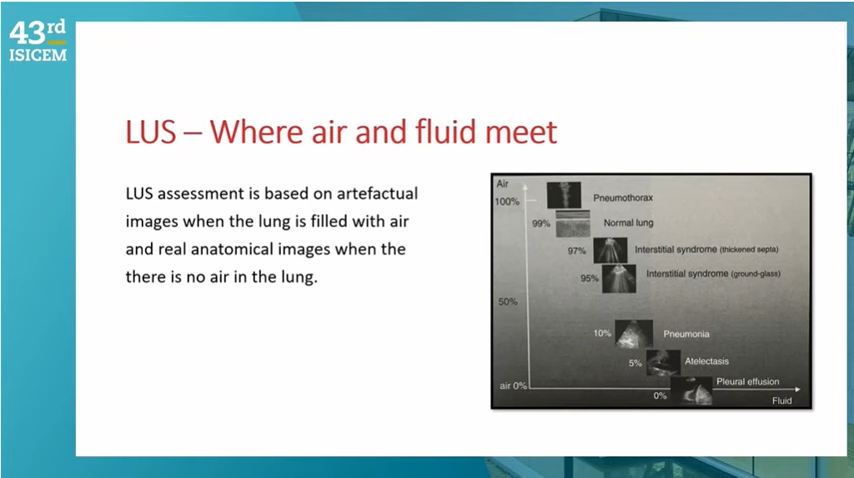 43rd
ISICEM
LUS – Where air and fluid meet
LUS assessment is based on artefactual
images when the lung is filled with air
and real anatomical images when the
there is no air in the lung.
Air
100%
Pneumothorax
99%
Normal lung
97%
Interstitial syndrome (thickened septa)
95%
Interstitial syndrome (ground-glass)
50%
10%
Pneumonia
5%
Atelectasis
air 0%
Pleural effusion
0%
Fluid